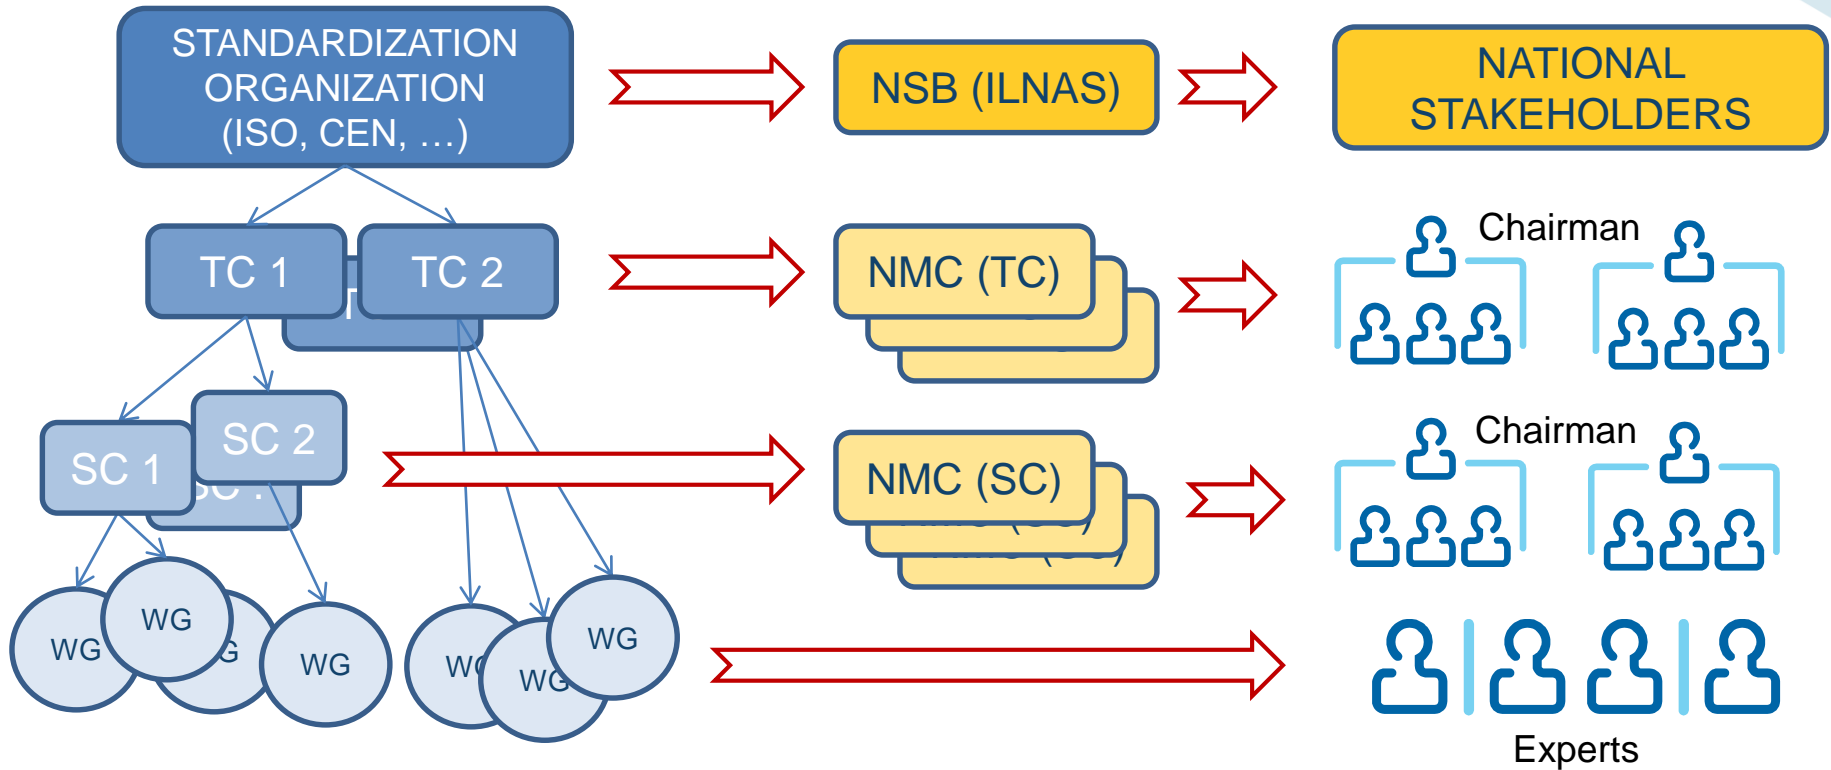 STANDARDIZATION
ORGANIZATION
(ISO, CEN, …)
NSB (ILNAS)
NATIONAL
STAKEHOLDERS
TC 1
TC 2
NMC (TC)
Chairman
SC 1
SC 2
NMC (SC)
Chairman
WG
WG
WG
WG
WG
WG
Experts